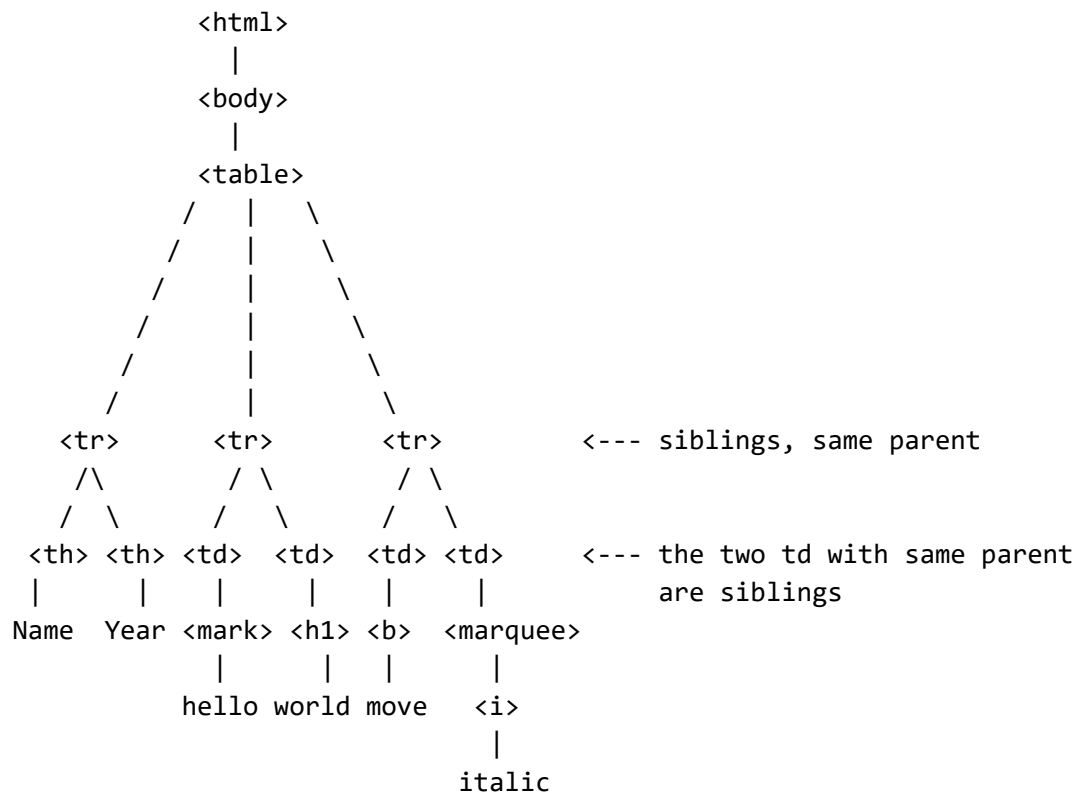 <html>
|
<body>
|
<table>
/ | \
/ | \
/ | \
/ | \
/ | \
/ | \
<tr> <tr> <tr> <--- siblings, same parent
/\ / \ / \
/ \ / \ / \
<th> <th> <td> <td> <td> <td> <--- the two td with same parent
| | | | | | are siblings
Name Year <mark> <h1> <b> <marquee>
| | | |
hello world move <i>
|
italic